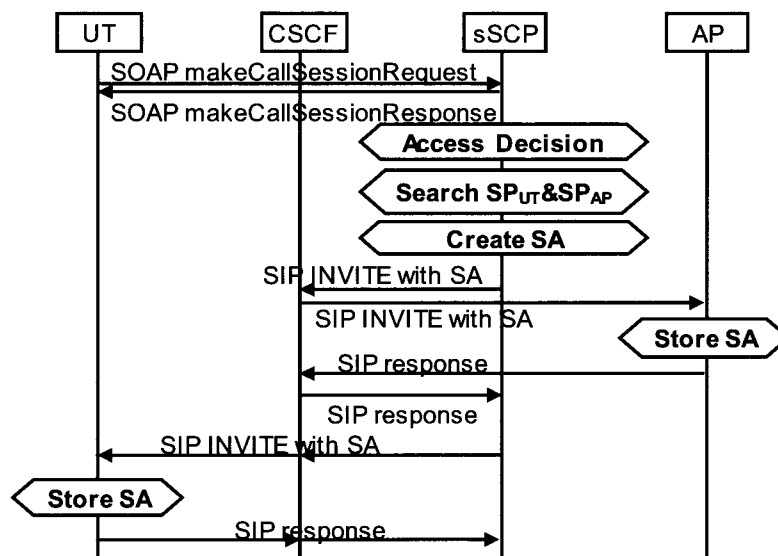 UT CSCF sSCP AP
SOAP makeCallSessionRequest
SOAP makeCallSessionResponse
Access Decision
Search SPUT&SPAP
Create SA
SIP INVITE with SA
SIP INVITE with SA
Store SA
SIP response
SIP response
SIP INVITE with SA
Store SA
SIP response